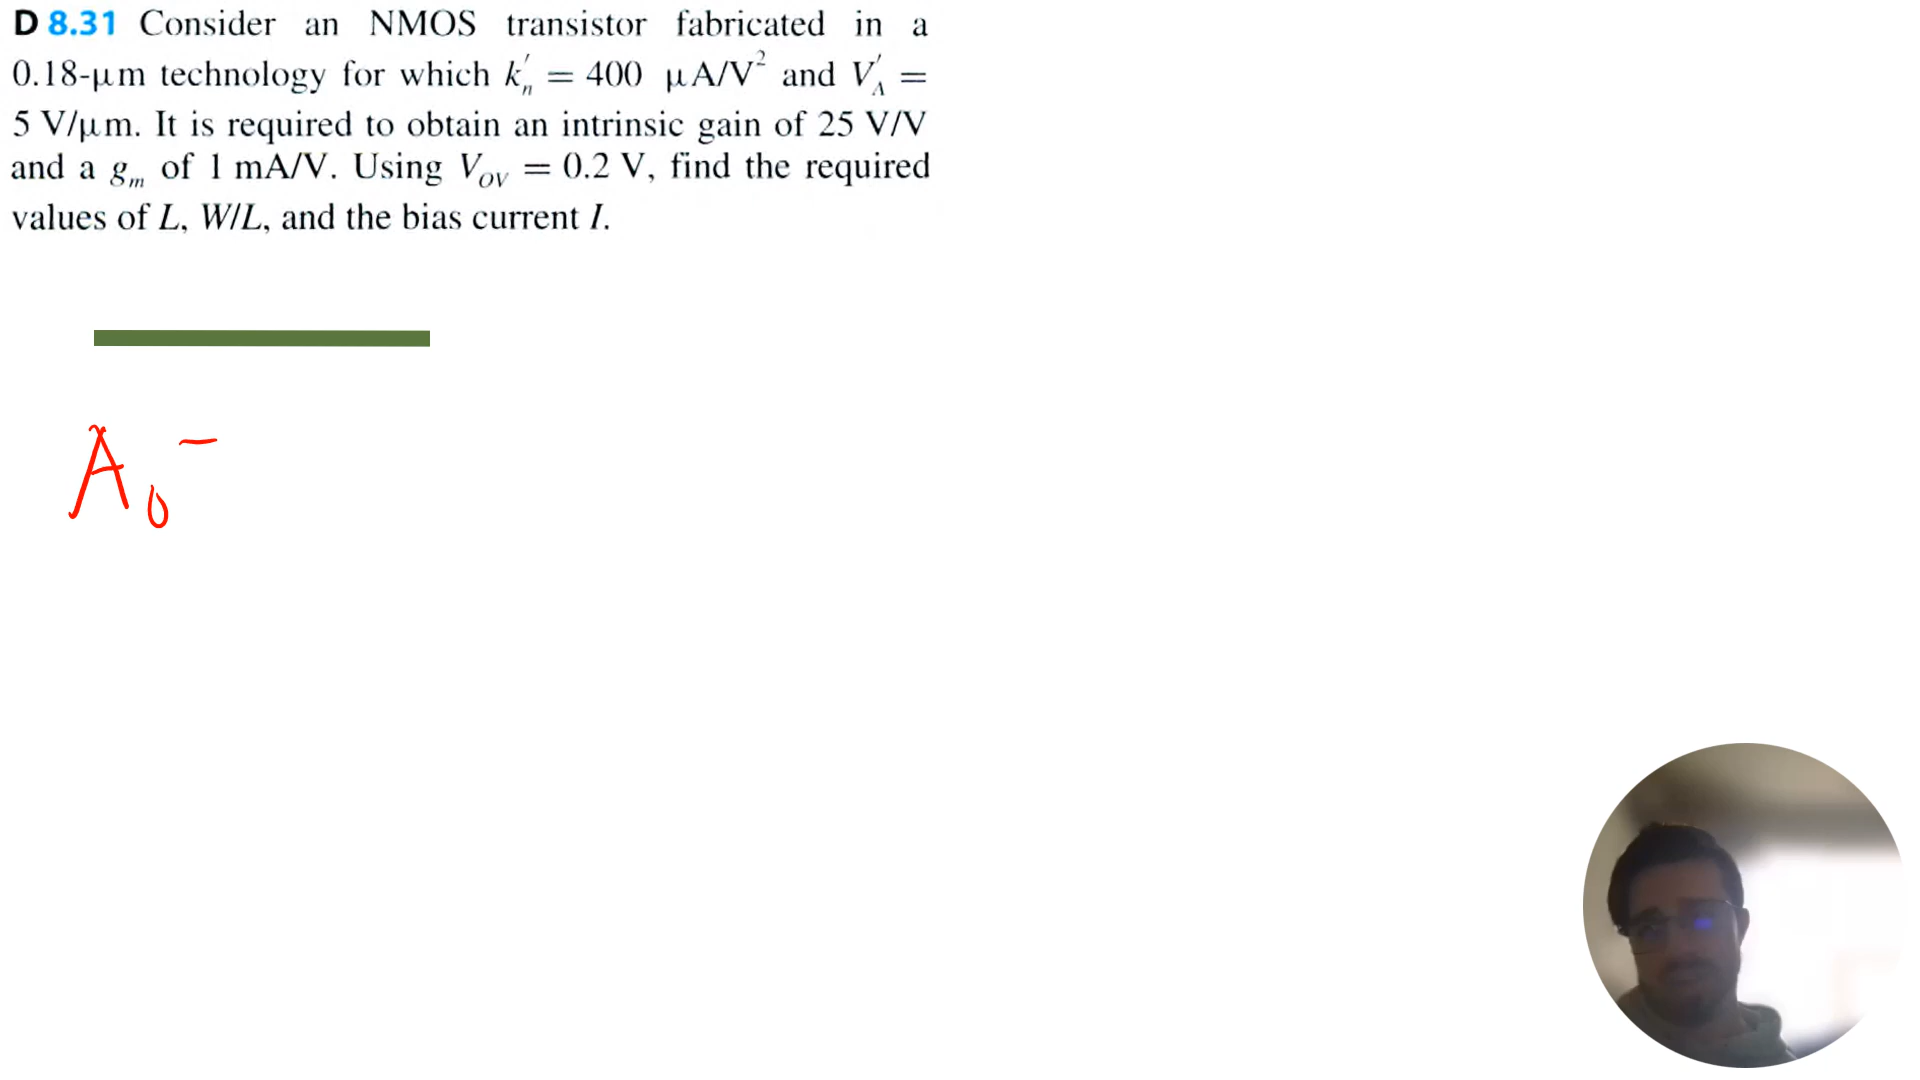 D 8.31 Consider an NMOS transistor fabricated in a
0.18-μm technology for which k′ₙ = 400 μA/V² and V′_A =
5 V/μm. It is required to obtain an intrinsic gain of 25 V/V
and a gₘ of 1 mA/V. Using V_OV = 0.2 V, find the required
values of L, W/L, and the bias current I.
A₀ –